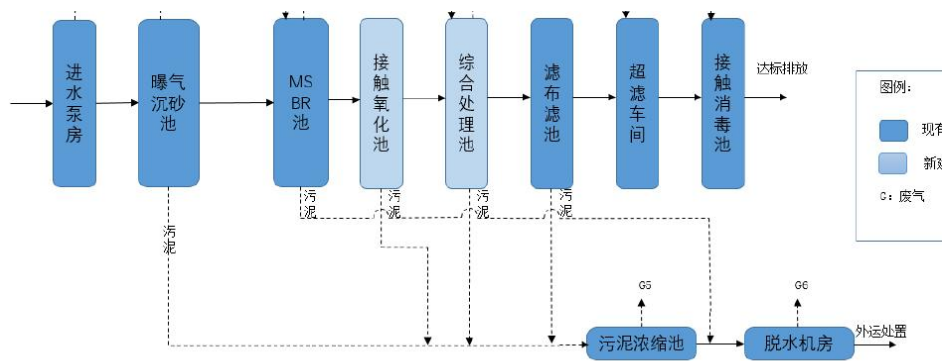 进水泵房
曝气沉砂池
MSBR池
接触氧化池
综合处理池
滤布滤池
超滤车间
接触消毒池
达标排放
图例：
现有
新建
G：废气
污泥
污泥
污泥
污泥
污泥
G5
G6
污泥浓缩池
脱水机房
外运处置